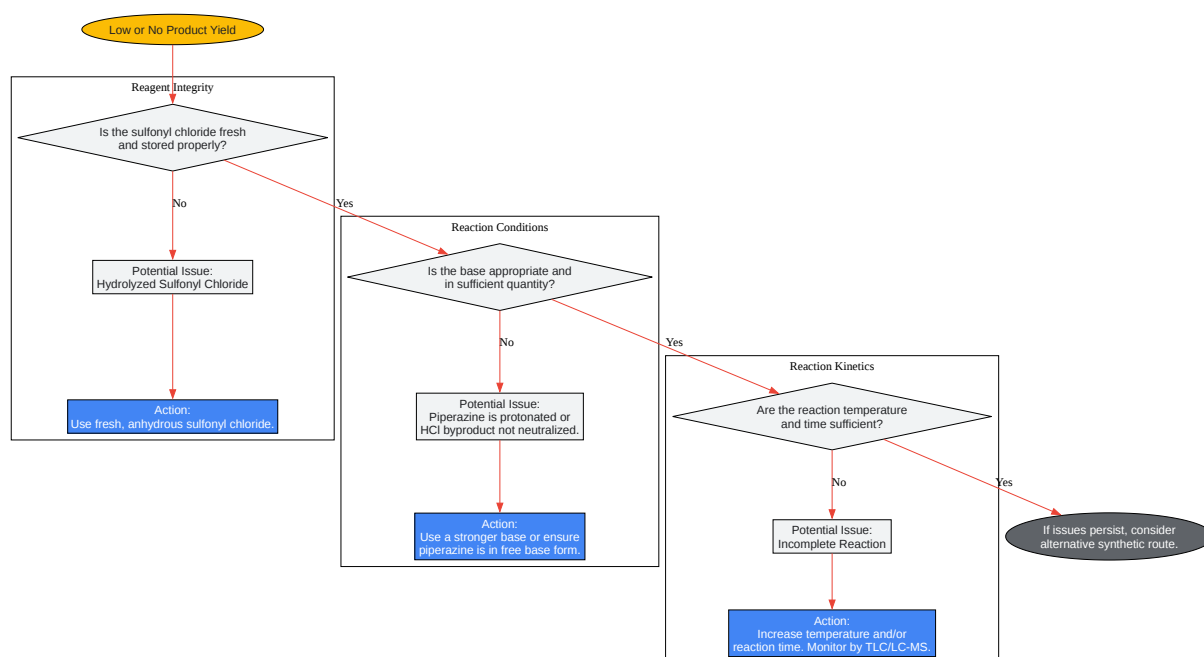 Low or No Product Yield
Reagent Integrity
Is the sulfonyl chloride fresh
and stored properly?
No
Yes
Potential Issue:
Hydrolyzed Sulfonyl Chloride
Action:
Use fresh, anhydrous sulfonyl chloride.
Reaction Conditions
Is the base appropriate and
in sufficient quantity?
No
Yes
Potential Issue:
Piperazine is protonated or
HCl byproduct not neutralized.
Action:
Use a stronger base or ensure
piperazine is in free base form.
Reaction Kinetics
Are the reaction temperature
and time sufficient?
No
Yes
Potential Issue:
Incomplete Reaction
Action:
Increase temperature and/or
reaction time. Monitor by TLC/LC-MS.
If issues persist, consider
alternative synthetic route.